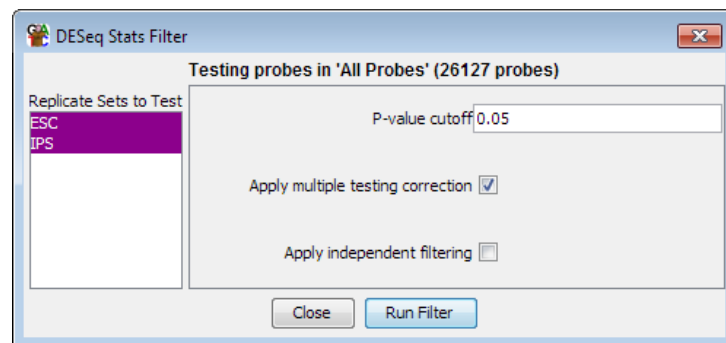 DESeq Stats Filter
Testing probes in 'All Probes' (26127 probes)
Replicate Sets to Test
ESC
IPS
P-value cutoff 0.05
Apply multiple testing correction
Apply independent filtering
Close Run Filter